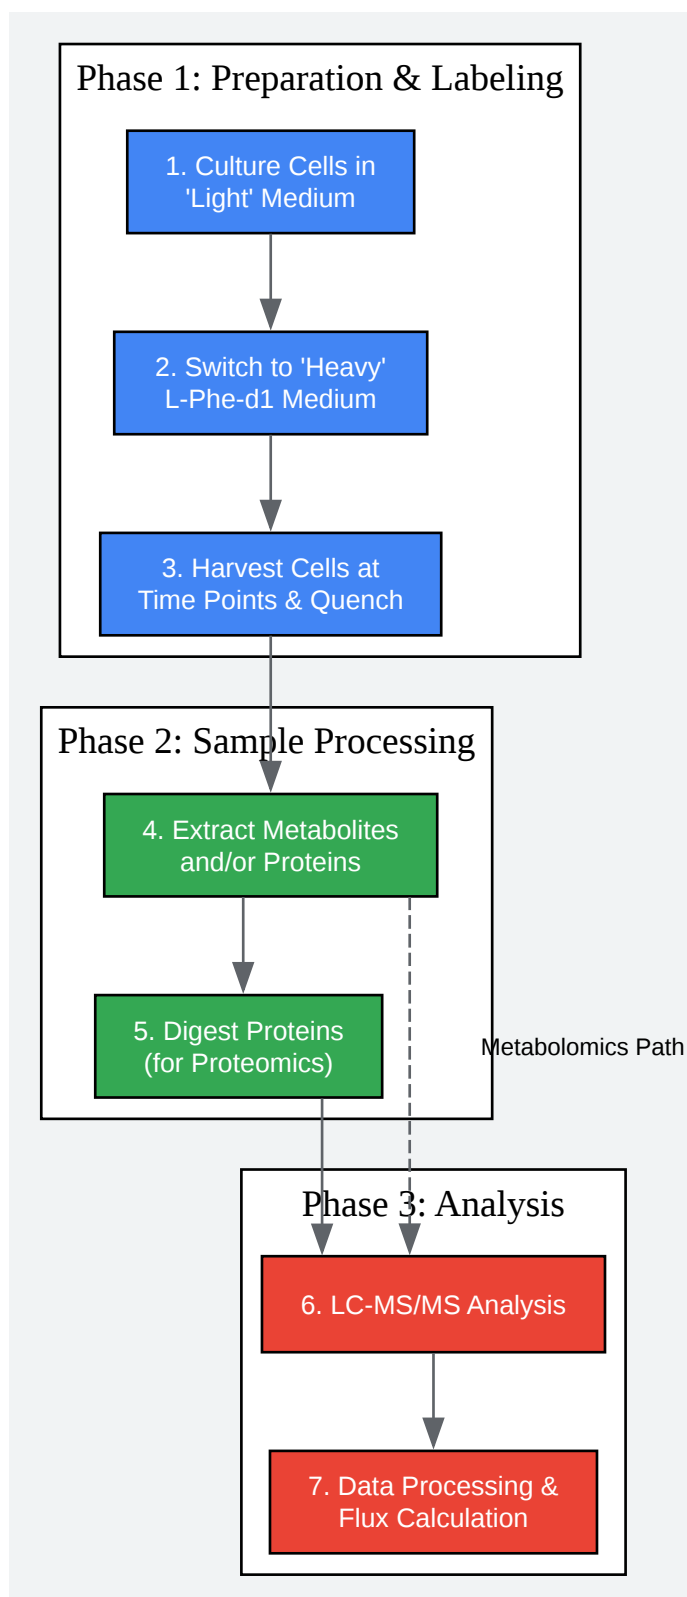 Phase 1: Preparation & Labeling
1. Culture Cells in
'Light' Medium
2. Switch to 'Heavy'
L-Phe-d1 Medium
3. Harvest Cells at
Time Points & Quench
Phase 2: Sample Processing
4. Extract Metabolites
and/or Proteins
5. Digest Proteins
(for Proteomics)
Metabolomics Path
Phase 3: Analysis
6. LC-MS/MS Analysis
7. Data Processing &
Flux Calculation